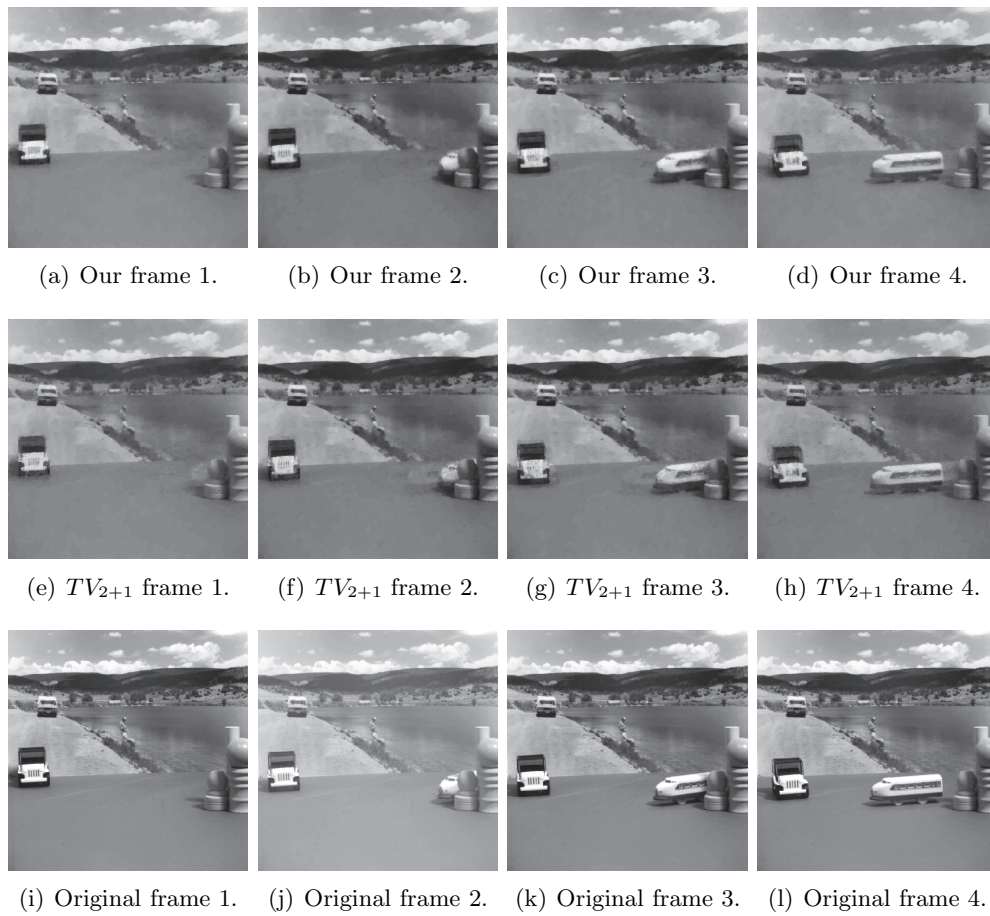 (a) Our frame 1.
(b) Our frame 2.
(c) Our frame 3.
(d) Our frame 4.
(e) TV2+1 frame 1.
(f) TV2+1 frame 2.
(g) TV2+1 frame 3.
(h) TV2+1 frame 4.
(i) Original frame 1.
(j) Original frame 2.
(k) Original frame 3.
(l) Original frame 4.